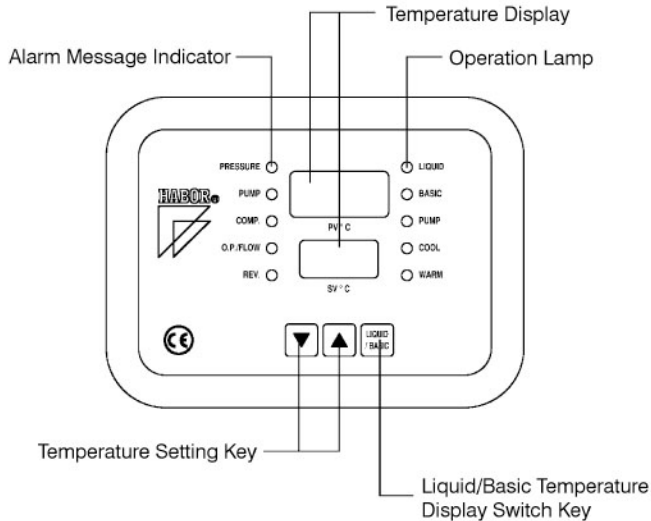 Temperature Display
Alarm Message Indicator
Operation Lamp
PRESSURE
LIQUID
HABOR®
PUMP
BASIC
COMP.
PV°C
PUMP
O.P./FLOW
COOL
REV.
SV°C
WARM
CE
LIQUID
/ BASIC
Temperature Setting Key
Liquid/Basic Temperature
Display Switch Key